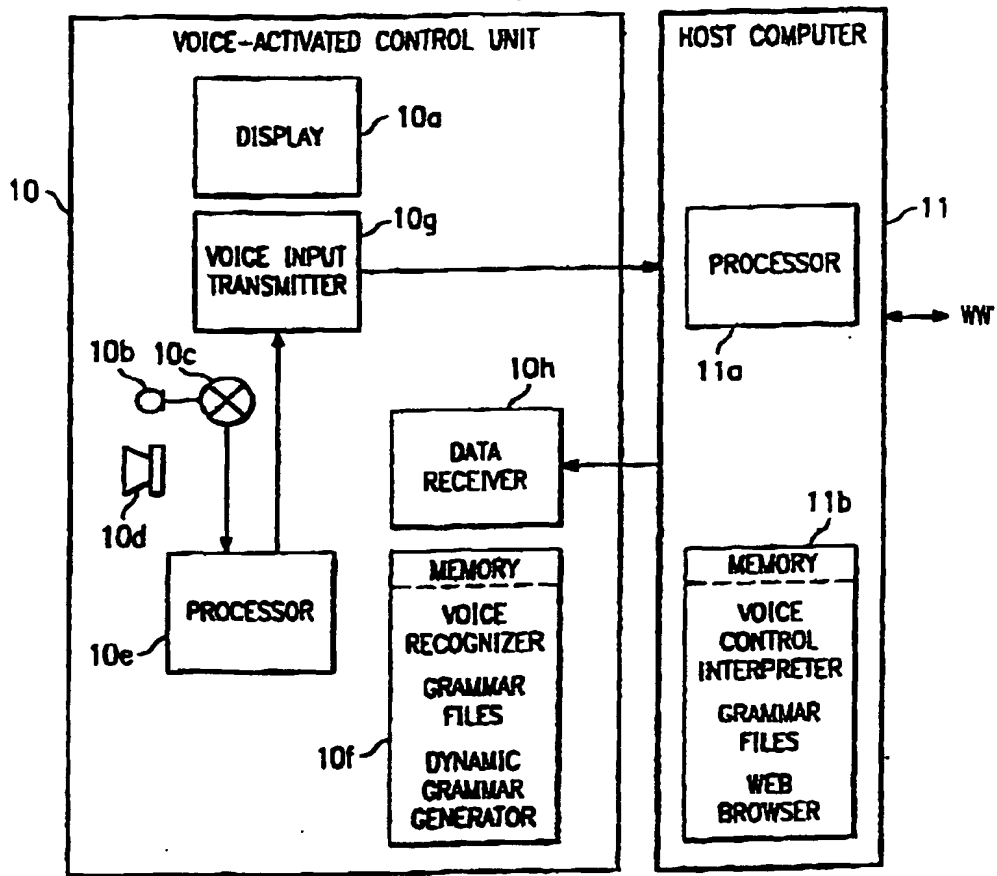 VOICE-ACTIVATED CONTROL UNIT
HOST COMPUTER
DISPLAY
10a
10
10g
VOICE INPUT
TRANSMITTER
11
PROCESSOR
11a
10b
10c
10h
DATA
RECEIVER
10d
PROCESSOR
10e
MEMORY
VOICE
RECOGNIZER
GRAMMAR
FILES
DYNAMIC
GRAMMAR
GENERATOR
10f
11b
MEMORY
VOICE
CONTROL
INTERPRETER
GRAMMAR
FILES
WEB
BROWSER